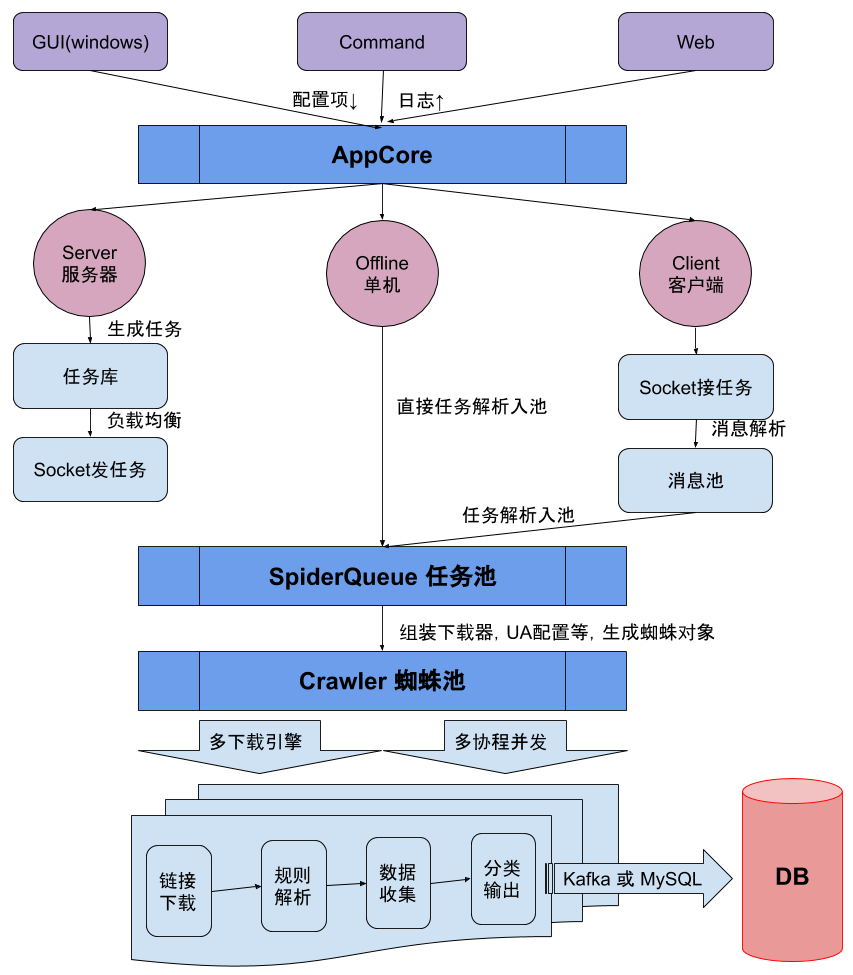 GUI(windows)
Command
Web
配置项↓
日志↑
AppCore
Server
服务器
Offline
单机
Client
客户端
生成任务
任务库
负载均衡
Socket发任务
直接任务解析入池
Socket接任务
消息解析
消息池
任务解析入池
SpiderQueue 任务池
组装下载器, UA配置等, 生成蜘蛛对象
Crawler 蜘蛛池
多下载引擎
多协程并发
链接
下载
规则
解析
数据
收集
分类
输出
Kafka 或 MySQL
DB